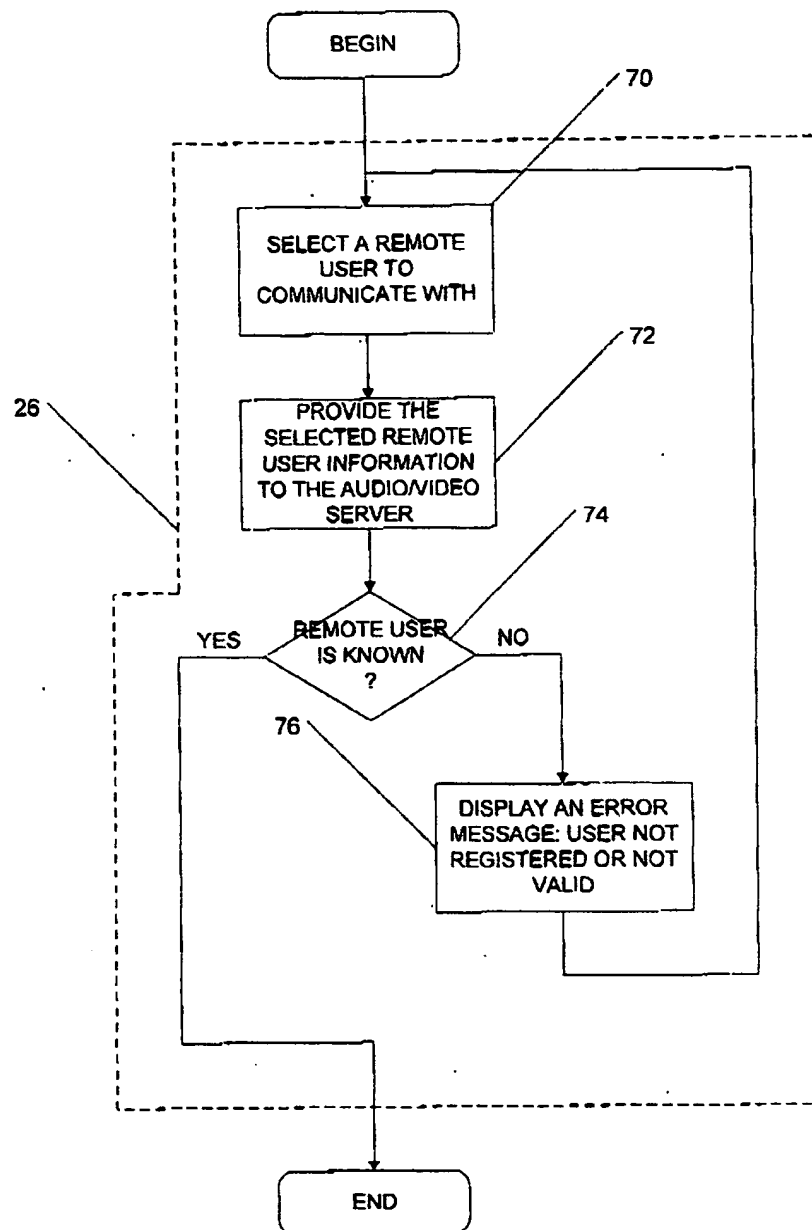 BEGIN
70
SELECT A REMOTE
USER TO
COMMUNICATE WITH
72
PROVIDE THE
SELECTED REMOTE
USER INFORMATION
TO THE AUDIO/VIDEO
SERVER
26
74
YES
REMOTE USER
IS KNOWN
?
NO
76
DISPLAY AN ERROR
MESSAGE: USER NOT
REGISTERED OR NOT
VALID
END